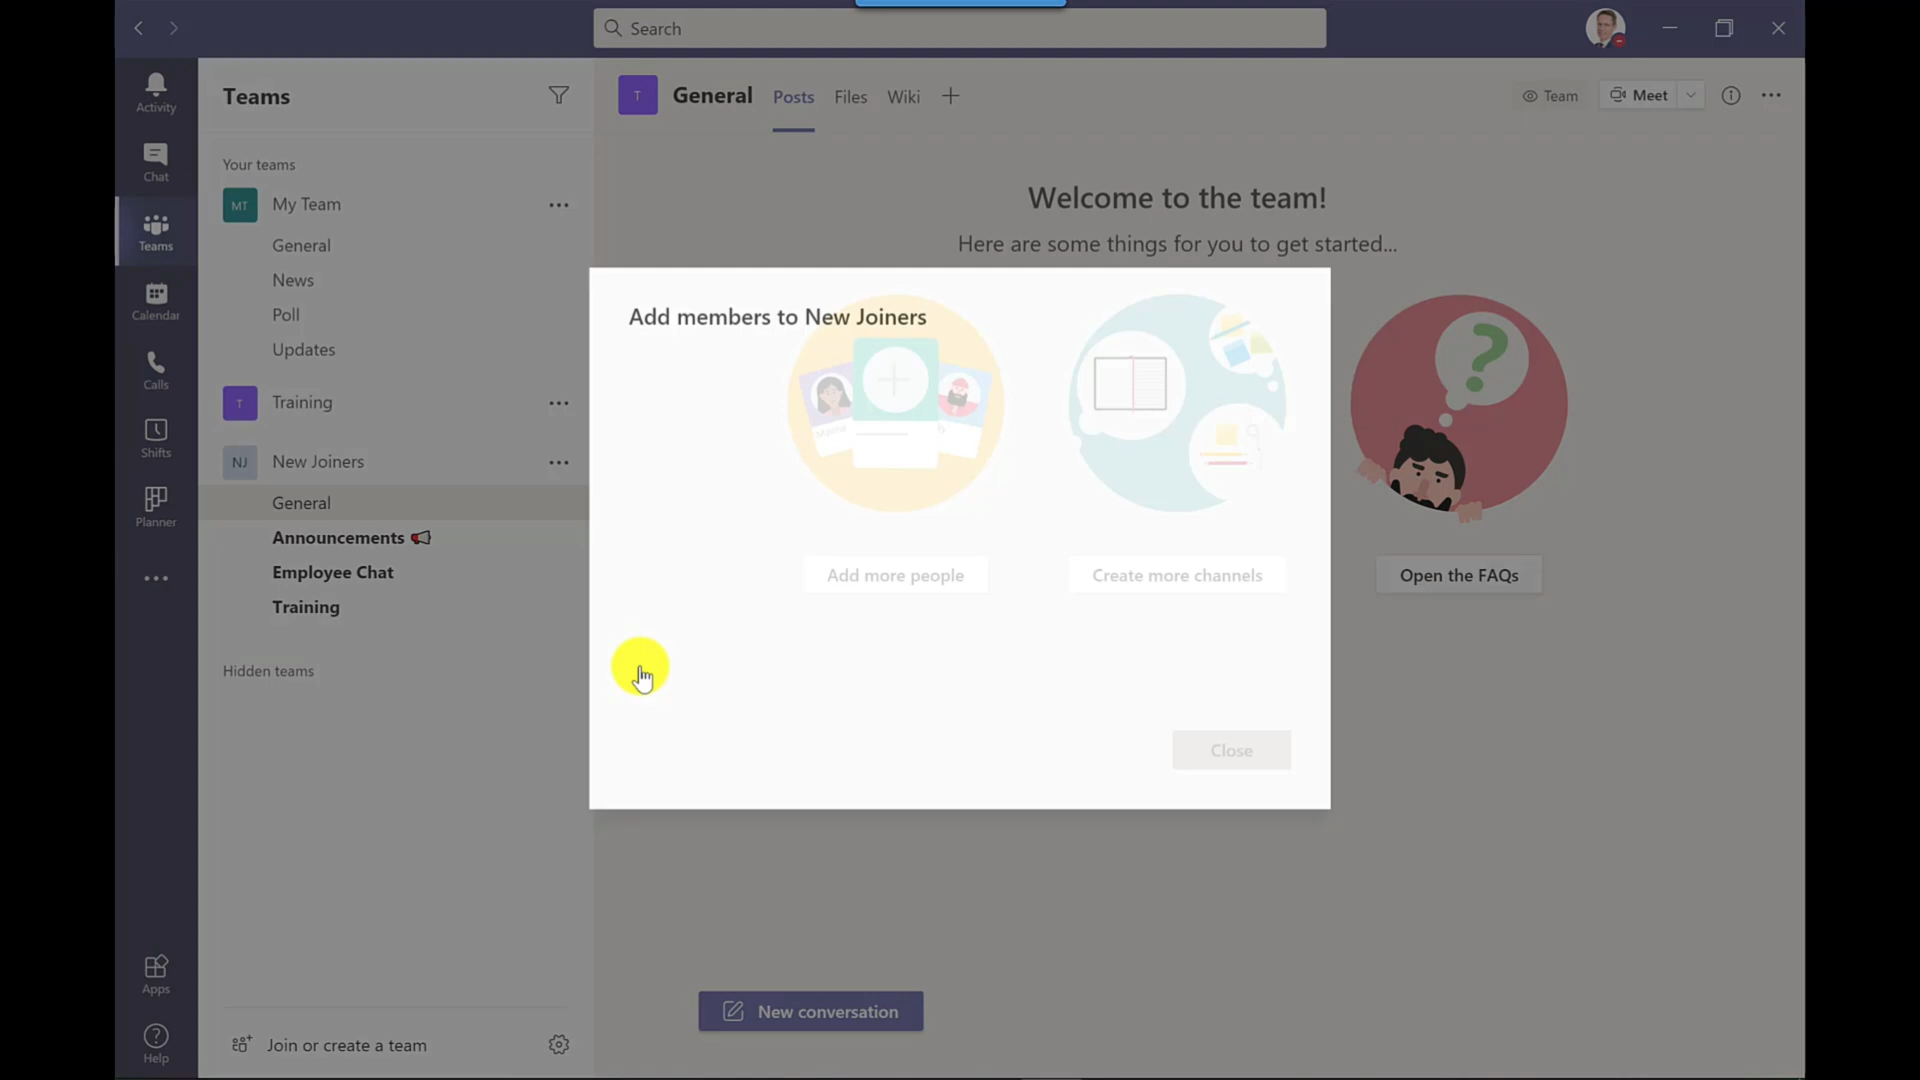 Search
Activity
Chat
Teams
Calendar
Calls
Shifts
Planner
Apps
Help
Teams
Your teams
MT My Team
General
News
Poll
Updates
T Training
NJ New Joiners
General
Announcements
Employee Chat
Training
Hidden teams
Join or create a team
T General Posts Files Wiki
Team
Meet
Welcome to the team!
Here are some things for you to get started...
Add members to New Joiners
Add more people
Create more channels
Open the FAQs
Close
New conversation